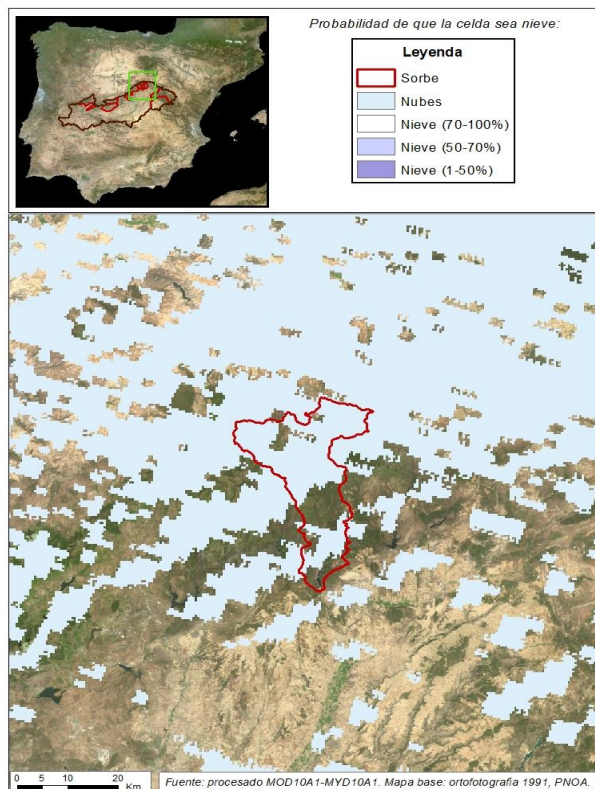 Probabilidad de que la celda sea nieve:
Leyenda
Sorbe
Nubes
Nieve (70-100%)
Nieve (50-70%)
Nieve (1-50%)
0 5 10 20
Km
Fuente: procesado MOD10A1-MYD10A1. Mapa base: ortofotografia 1991, PNOA.